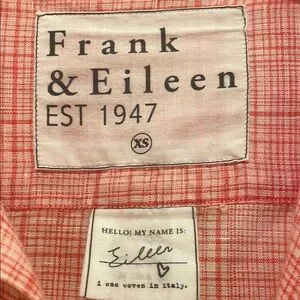 Frank
& Eileen
EST 1947
XS
HELLO! MY NAME IS:
Eileen
i was woven in italy.